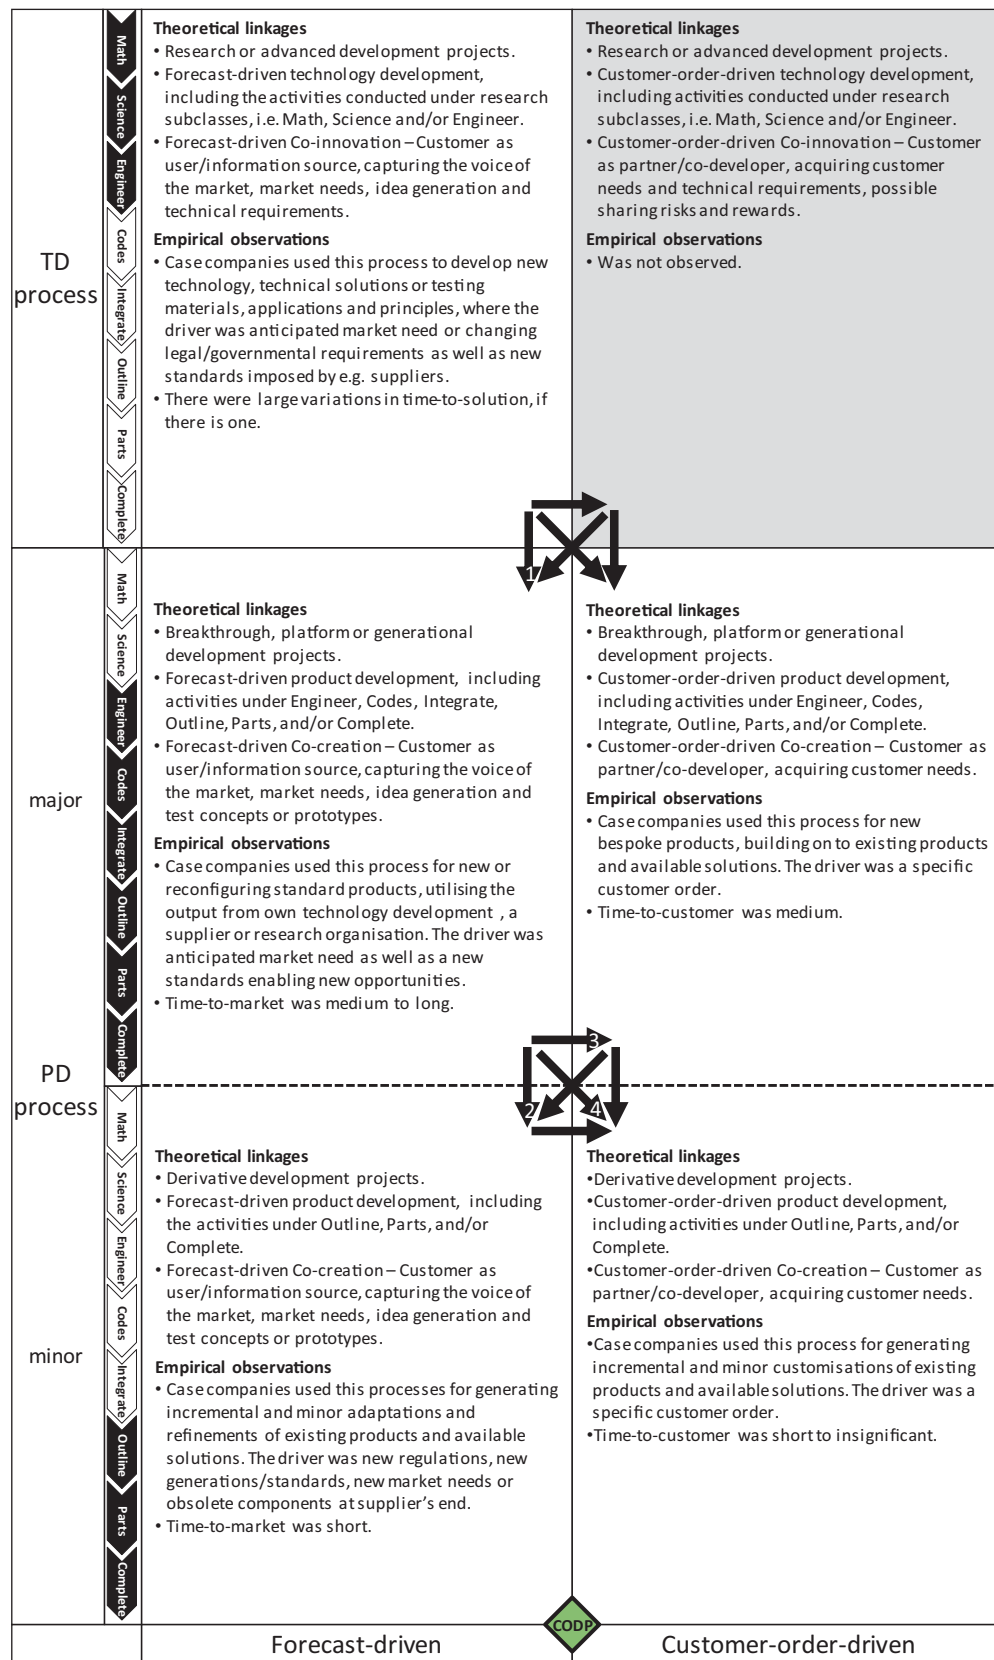 TD
process
Math
Science
Engineer
Codes
Integrate
Outline
Parts
Complete
Theoretical linkages
• Research or advanced development projects.
• Forecast-driven technology development,
including the activities conducted under research
subclasses, i.e. Math, Science and/or Engineer.
• Forecast-driven Co-innovation – Customer as
user/information source, capturing the voice of
the market, market needs, idea generation and
technical requirements.
Empirical observations
• Case companies used this process to develop new
technology, technical solutions or testing
materials, applications and principles, where the
driver was anticipated market need or changing
legal/governmental requirements as well as new
standards imposed by e.g. suppliers.
• There were large variations in time-to-solution, if
there is one.
Theoretical linkages
• Research or advanced development projects.
• Customer-order-driven technology development,
including activities conducted under research
subclasses, i.e. Math, Science and/or Engineer.
• Customer-order-driven Co-innovation – Customer
as partner/co-developer, acquiring customer
needs and technical requirements, possible
sharing risks and rewards.
Empirical observations
• Was not observed.
1
PD
process
major
Math
Science
Engineer
Codes
Integrate
Outline
Parts
Complete
Theoretical linkages
• Breakthrough, platform or generational
development projects.
• Forecast-driven product development, including
activities under Engineer, Codes, Integrate,
Outline, Parts, and/or Complete.
• Forecast-driven Co-creation – Customer as
user/information source, capturing the voice of
the market, market needs, idea generation and
test concepts or prototypes.
Empirical observations
• Case companies used this process for new or
reconfiguring standard products, utilising the
output from own technology development , a
supplier or research organisation. The driver was
anticipated market need as well as a new
standards enabling new opportunities.
• Time-to-market was medium to long.
Theoretical linkages
• Breakthrough, platform or generational
development projects.
• Customer-order-driven product development,
including activities under Engineer, Codes,
Integrate, Outline, Parts, and/or Complete.
• Customer-order-driven Co-creation – Customer as
partner/co-developer, acquiring customer needs.
Empirical observations
• Case companies used this process for new
bespoke products, building on to existing products
and available solutions. The driver was a specific
customer order.
• Time-to-customer was medium.
3
2
4
minor
Math
Science
Engineer
Codes
Integrate
Outline
Parts
Complete
Theoretical linkages
• Derivative development projects.
• Forecast-driven product development, including
the activities under Outline, Parts, and/or
Complete.
• Forecast-driven Co-creation – Customer as
user/information source, capturing the voice of
the market, market needs, idea generation and
test concepts or prototypes.
Empirical observations
• Case companies used this processes for generating
incremental and minor adaptations and
refinements of existing products and available
solutions. The driver was new regulations, new
generations/standards, new market needs or
obsolete components at supplier's end.
• Time-to-market was short.
Theoretical linkages
•Derivative development projects.
•Customer-order-driven product development,
including activities under Outline, Parts, and/or
Complete.
•Customer-order-driven Co-creation – Customer as
partner/co-developer, acquiring customer needs.
Empirical observations
•Case companies used this process for generating
incremental and minor customisations of existing
products and available solutions. The driver was a
specific customer order.
•Time-to-customer was short to insignificant.
CODP
Forecast-driven
Customer-order-driven